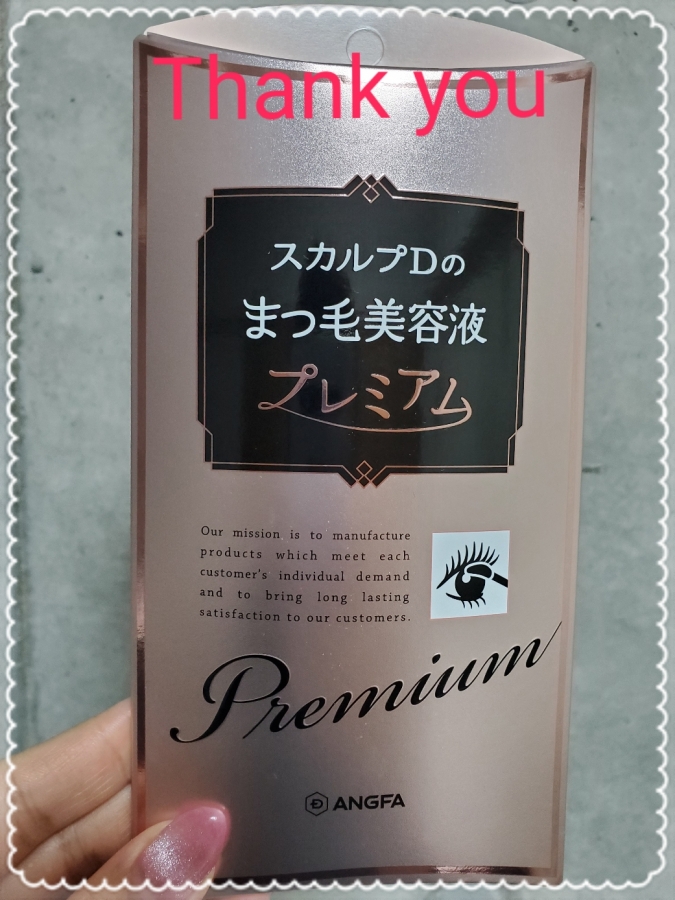 Thank you
スカルプDの
まつ毛美容液
プレミアム
Our mission is to manufacture
products which meet each
customer's individual demand
and to bring long lasting
satisfaction to our customers.
Premium
ANGFA